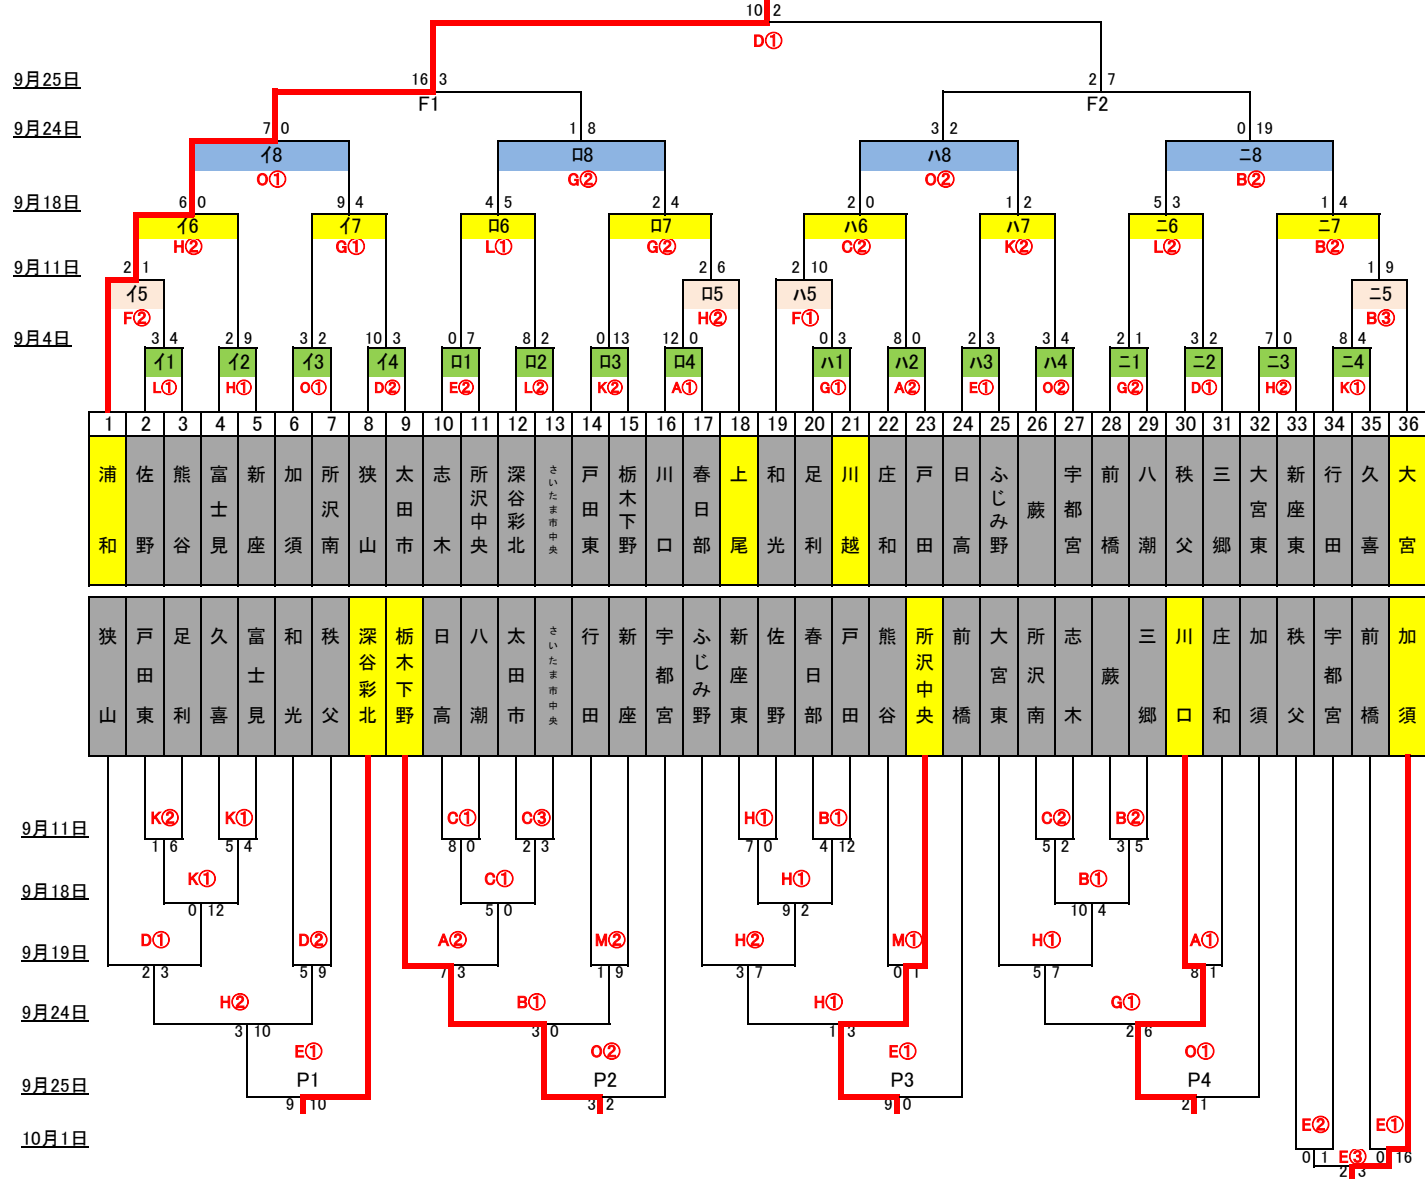 10 2
D①
9月25日 16 3 2 7
F1 F2
9月24日 7 0 1 8 3 2 0 19
イ8 ロ8 ハ8 ニ8
O① G② O② B②
9月18日 6 0 9 4 4 5 2 4 2 0 1 2 5 3 1 4
イ6 イ7 ロ6 ロ7 ハ6 ハ7 ニ6 ニ7
H② G① L① G② C② K② L② B②
9月11日 2 1 2 6 2 10 1 9
イ5 ロ5 ハ5 ニ5
F② H② F① B③
9月4日 3 4 2 9 3 2 10 3 0 7 8 2 0 13 12 0 0 3 8 0 2 3 3 4 2 1 3 2 7 0 8 4
イ1 イ2 イ3 イ4 ロ1 ロ2 ロ3 ロ4 ハ1 ハ2 ハ3 ハ4 ニ1 ニ2 ニ3 ニ4
L① H① O① D② E② L② K② A① G① A② E① O② G② D① H② K①
1 2 3 4 5 6 7 8 9 10 11 12 13 14 15 16 17 18 19 20 21 22 23 24 25 26 27 28 29 30 31 32 33 34 35 36
浦和 佐野 熊谷 富士見 新座 加須 所沢南 狭山 太田市 志木 所沢中央 深谷彩北 さいたま市中央 戸田東 栃木下野 川口 春日部 上尾 和光 足利 川越 庄和 戸田 日高 ふじみ野 蕨 宇都宮 前橋 八潮 秩父 三郷 大宮東 新座東 行田 久喜 大宮
狭山 戸田東 足利 久喜 富士見 和光 秩父 深谷彩北 栃木下野 日高 八潮 太田市 さいたま市中央 行田 新座 宇都宮 ふじみ野 新座東 佐野 春日部 戸田 熊谷 所沢中央 前橋 大宮東 所沢南 志木 蕨 三郷 川口 庄和 加須 秩父 宇都宮 前橋 加須
K② K① C① C③ H① B① C② B②
9月11日 1 6 5 4 8 0 2 3 7 0 4 12 5 2 3 5
K① C① H① B①
9月18日 0 12 5 0 9 2 10 4
D① D② A② M② H② M① H① A①
9月19日 2 3 5 9 7 3 1 9 3 7 0 1 5 7 8 1
H② B① H① G①
9月24日 3 10 3 0 1 3 2 6
E① O② E① O①
P1 P2 P3 P4
9月25日 9 10 3 2 9 0 2 1
E② E①
10月1日 0 1 E③ 0 16
2 3